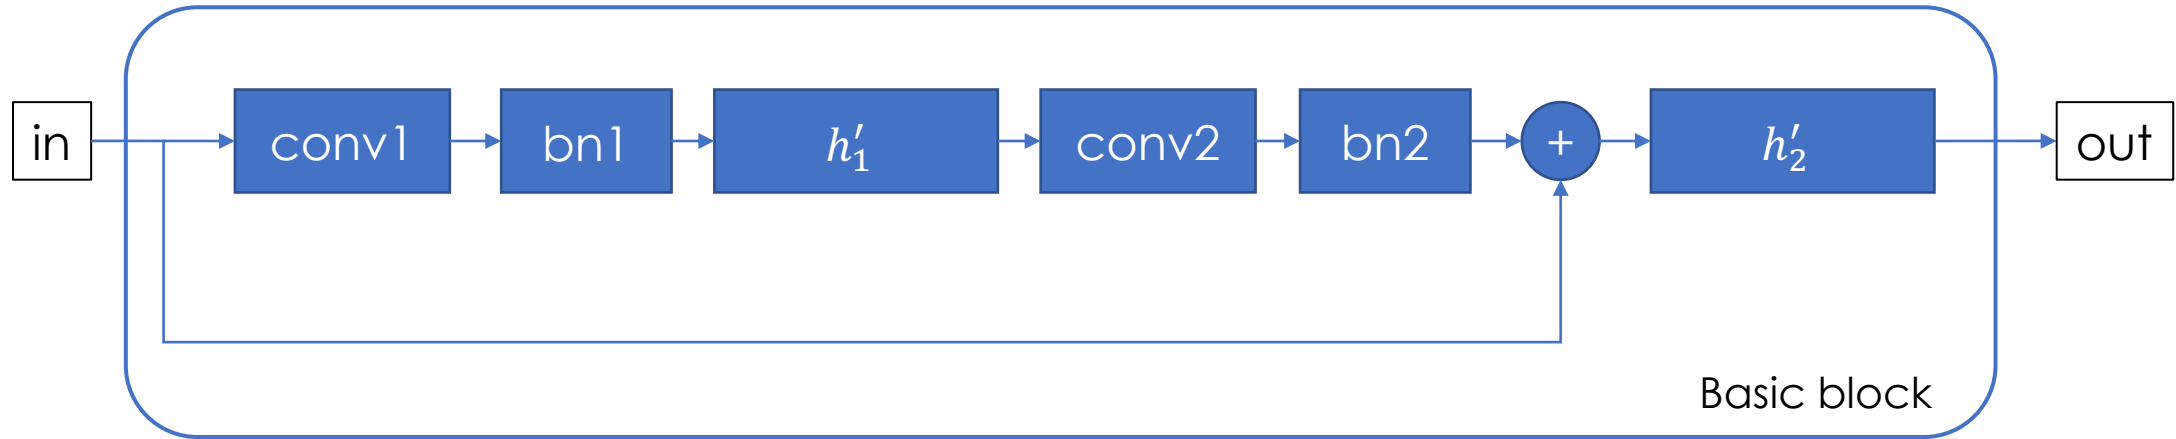 in
conv1
bn1
h′₁
conv2
bn2
+
h′₂
out
Basic block